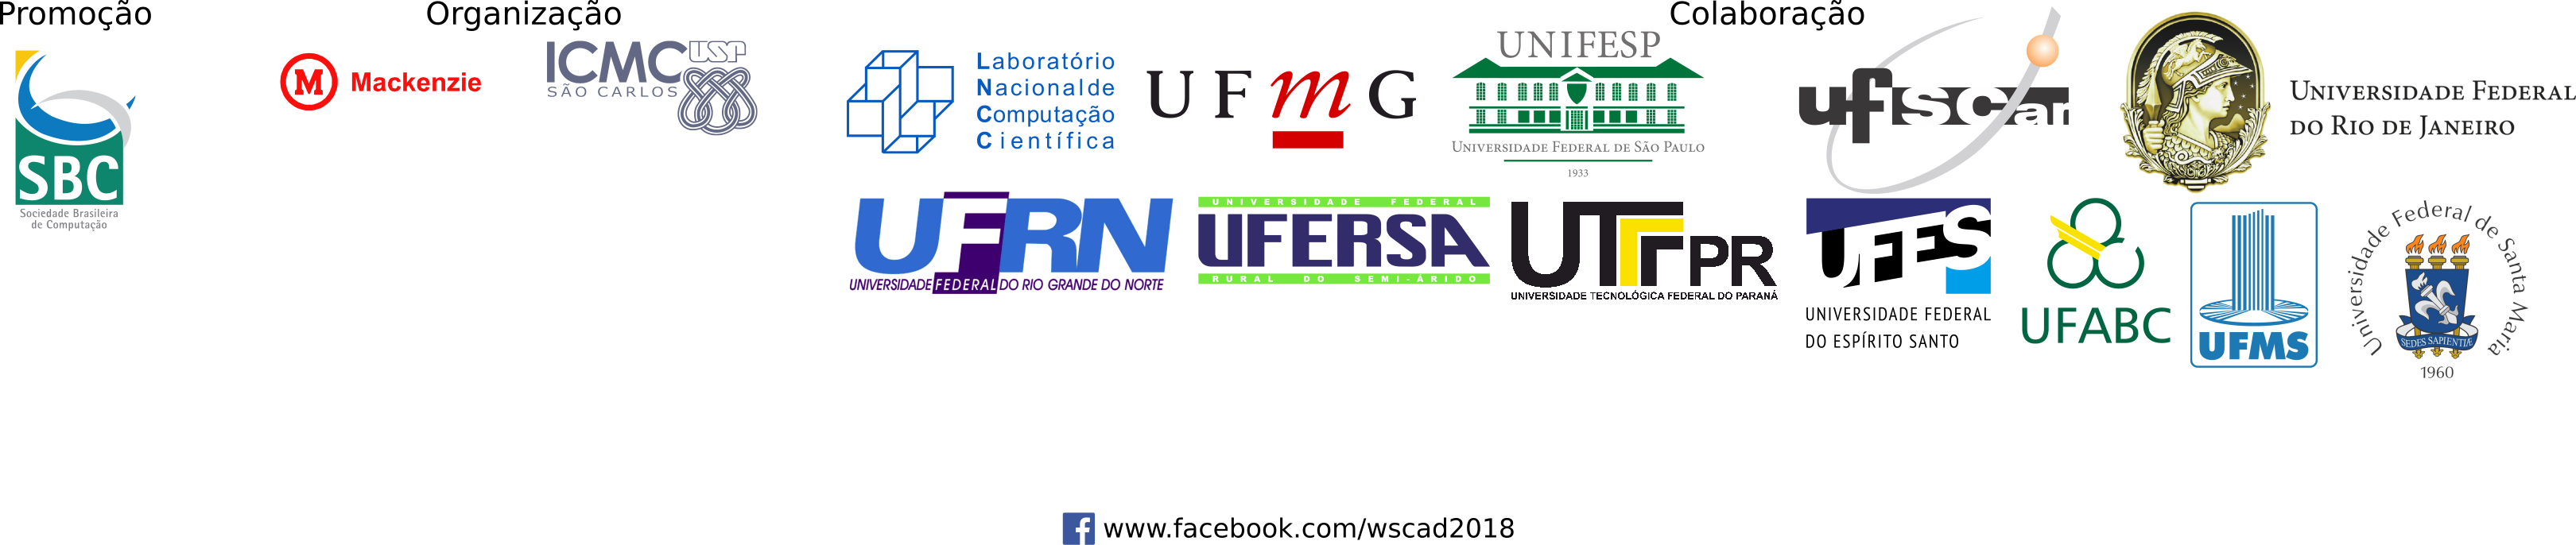 Promoção
SBC
Sociedade Brasileira
de Computação
Organização
M Mackenzie
ICMC USP
SÃO CARLOS
Colaboração
Laboratório
Nacional de
Computação
Científica
UFmG
UNIFESP
UNIVERSIDADE FEDERAL DE SÃO PAULO
1933
ufscar
UNIVERSIDADE FEDERAL
DO RIO DE JANEIRO
UFRN
UNIVERSIDADE FEDERAL DO RIO GRANDE DO NORTE
UNIVERSIDADE FEDERAL
UFERSA
RURAL DO SEMI-ÁRIDO
UTFPR
UNIVERSIDADE TECNOLÓGICA FEDERAL DO PARANÁ
UFES
UNIVERSIDADE FEDERAL
DO ESPÍRITO SANTO
UFABC
UFMS
Universidade Federal de Santa Maria
SEDES SAPIENTIÆ
1960
f www.facebook.com/wscad2018